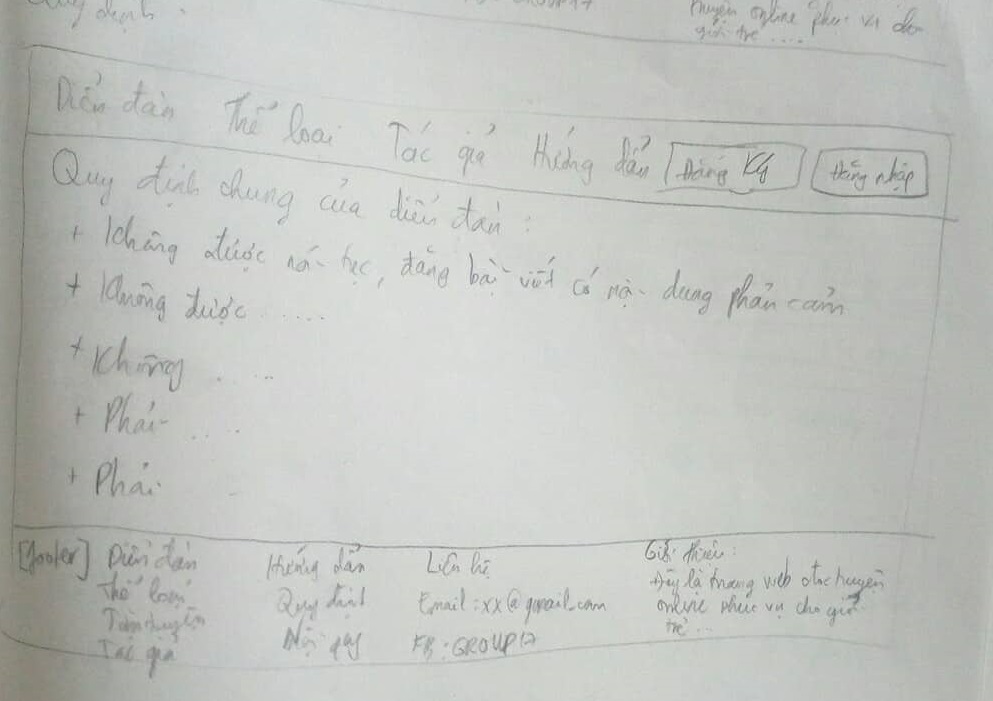 Quy định.
GROUP17
truyện online phục vụ cho
giới trẻ ....
Diễn đàn Thể loại Tác giả Hướng dẫn Đăng Ký Đăng nhập
Quy định chung của diễn đàn :
+ Không được nói tục, đăng bài viết có nội dung phản cảm
+ Không được .....
+ Không ....
+ Phải ....
+ Phải
[footer] Diễn đàn Hướng dẫn Liên hệ Giới thiệu :
Thể loại Quy định Email : xx@gmail.com Đây là trang web đọc truyện
Truyện Nội quy FB : GROUP17 online phục vụ cho giới
Tác giả trẻ ...